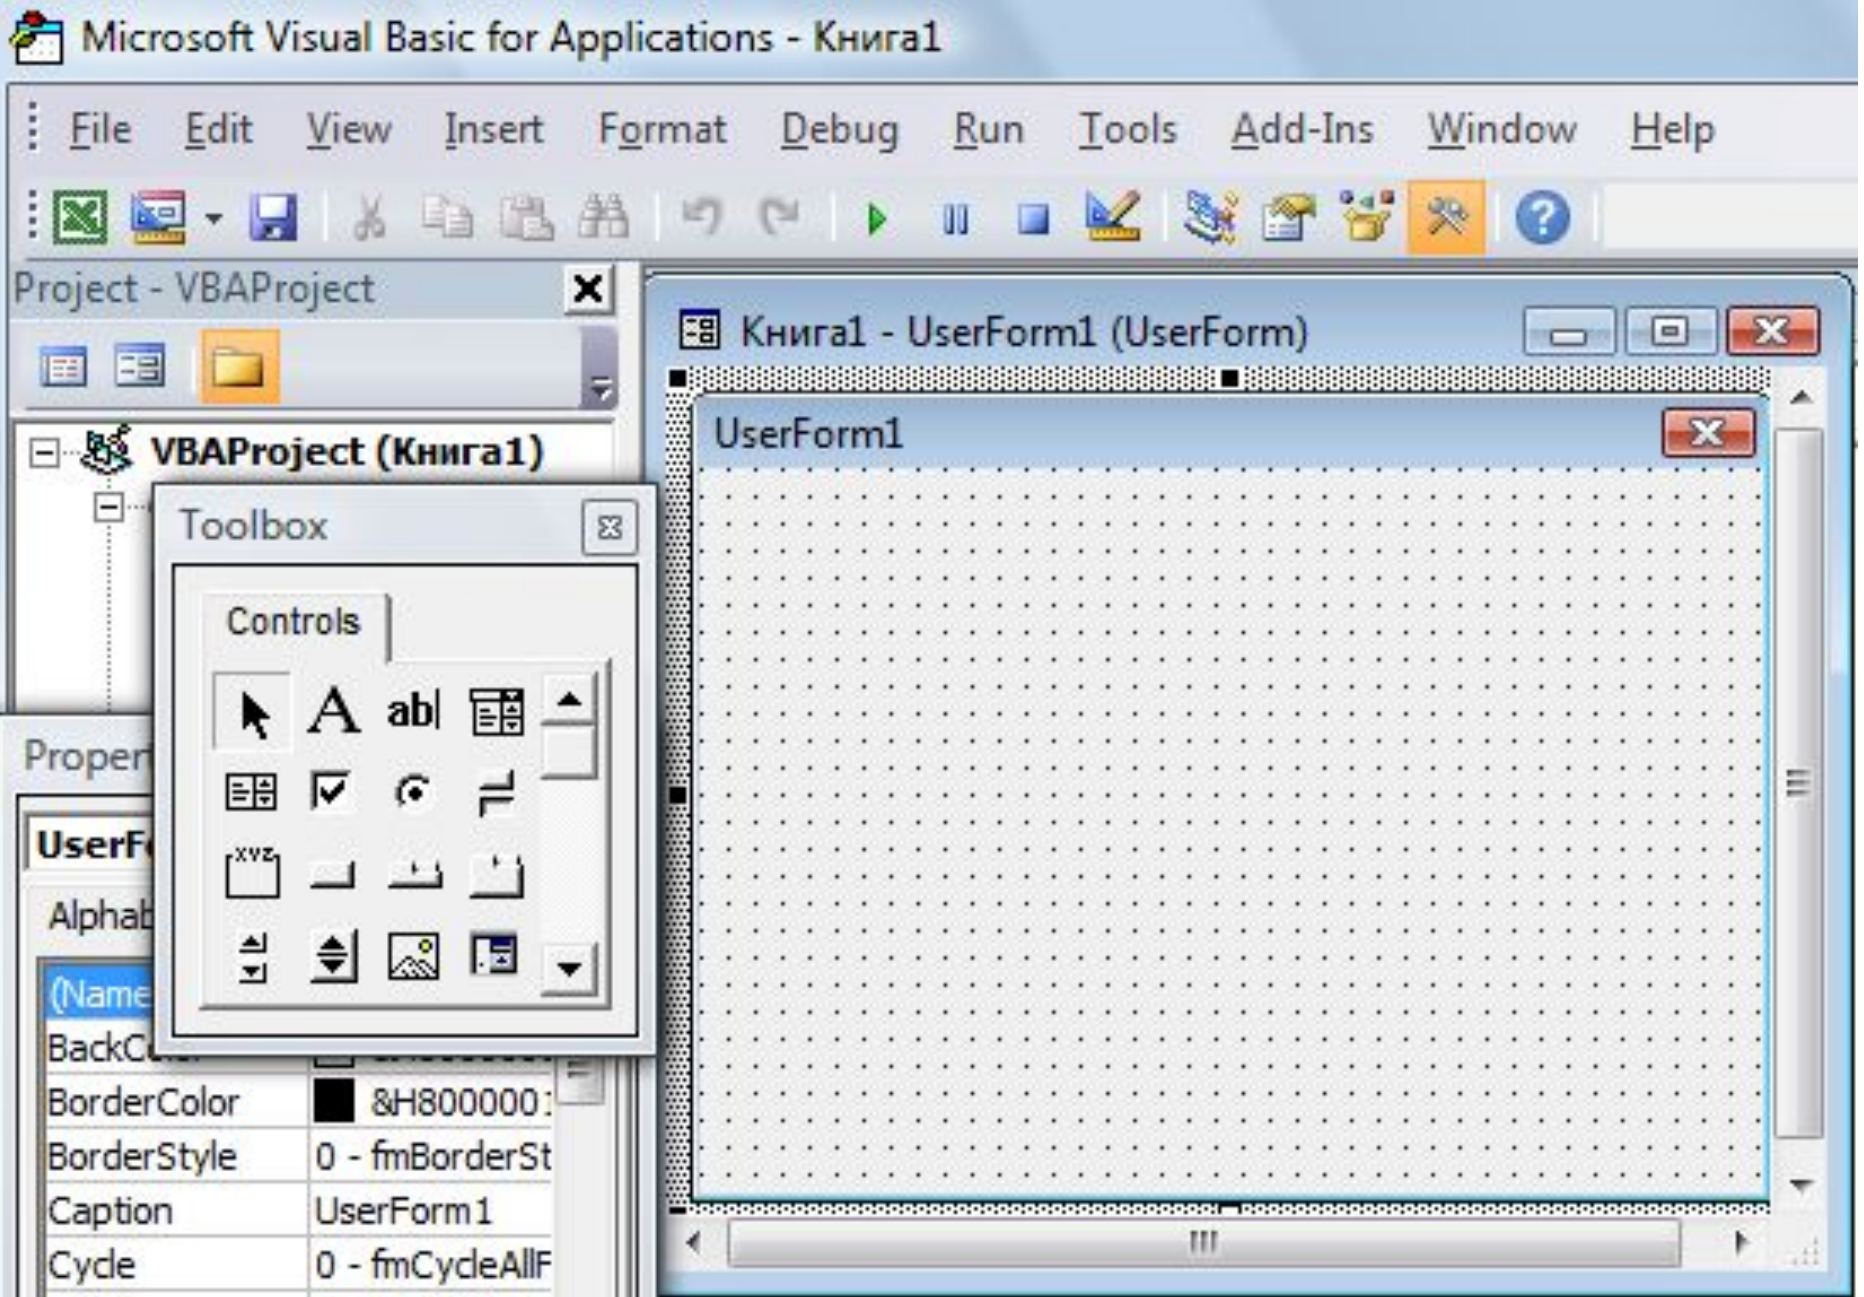 Microsoft Visual Basic for Applications - Книга1
File Edit View Insert Format Debug Run Tools Add-Ins Window Help
Project - VBAProject
VBAProject (Книга1)
Toolbox
Controls
A ab|
XYZ
Proper
UserF
Alphab
(Name
BackC
BorderColor &H8000001
BorderStyle 0 - fmBorderSt
Caption UserForm1
Cycle 0 - fmCycleAllF
Книга1 - UserForm1 (UserForm)
UserForm1